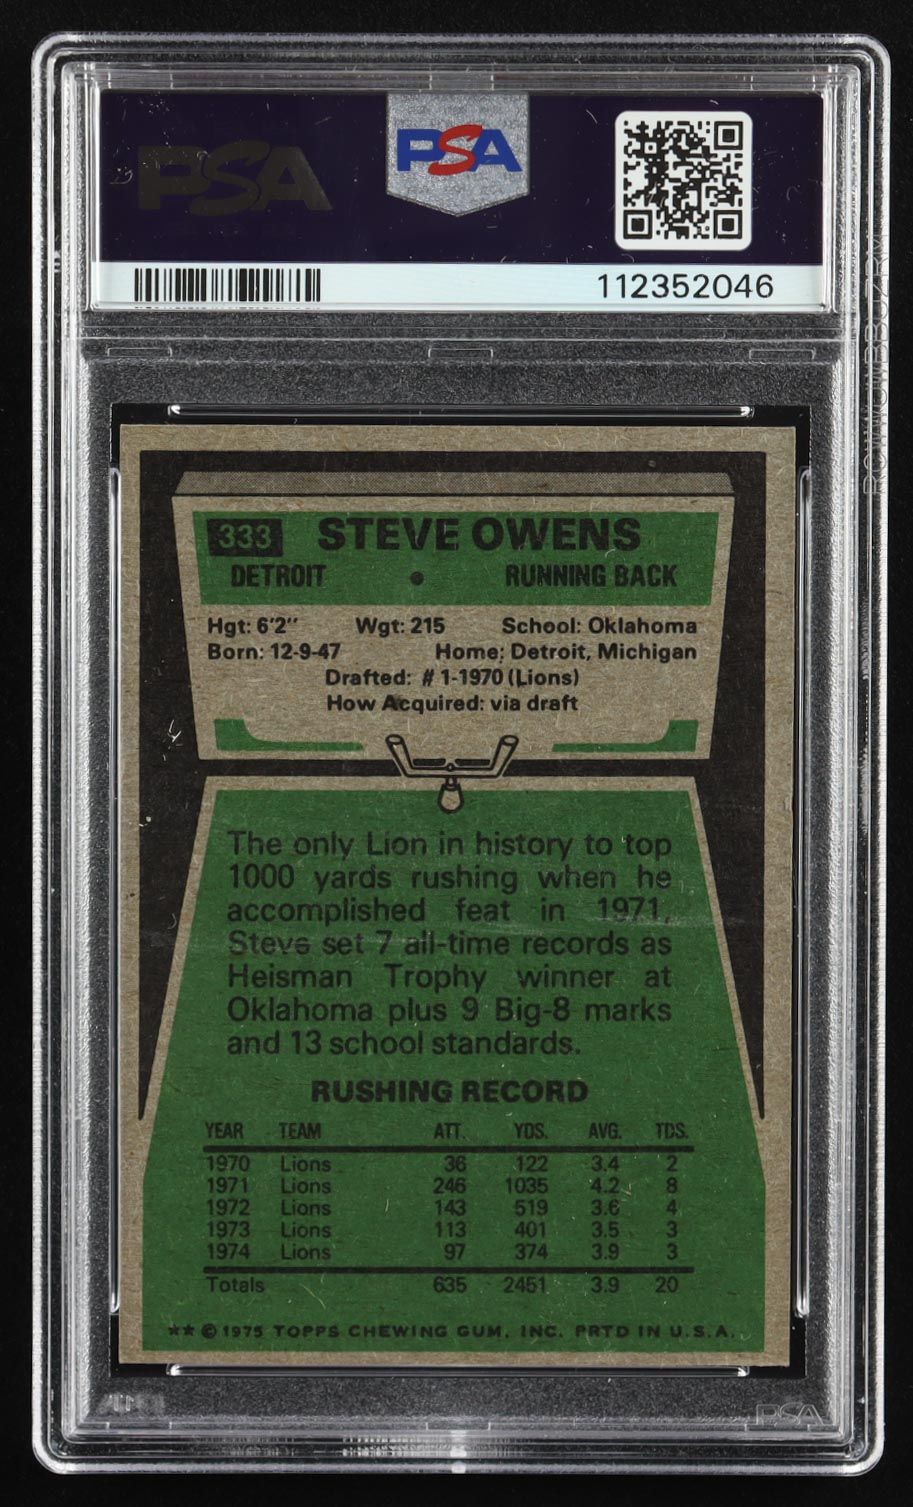 PSA
PSA
112352046
333 STEVE OWENS
DETROIT • RUNNING BACK
Hgt: 6'2" Wgt: 215 School: Oklahoma
Born: 12-9-47 Home: Detroit, Michigan
Drafted: #1-1970 (Lions)
How Acquired: via draft
The only Lion in history to top
1000 yards rushing when he
accomplished feat in 1971,
Steve set 7 all-time records as
Heisman Trophy winner at
Oklahoma plus 9 Big-8 marks
and 13 school standards.
RUSHING RECORD
YEAR TEAM ATT. YDS. AVG. TDS.
1970 Lions 36 122 3.4 2
1971 Lions 246 1035 4.2 8
1972 Lions 143 519 3.6 4
1973 Lions 113 401 3.5 3
1974 Lions 97 374 3.9 3
Totals 635 2451 3.9 20
** © 1975 TOPPS CHEWING GUM, INC. PRTD IN U.S.A.
PSA